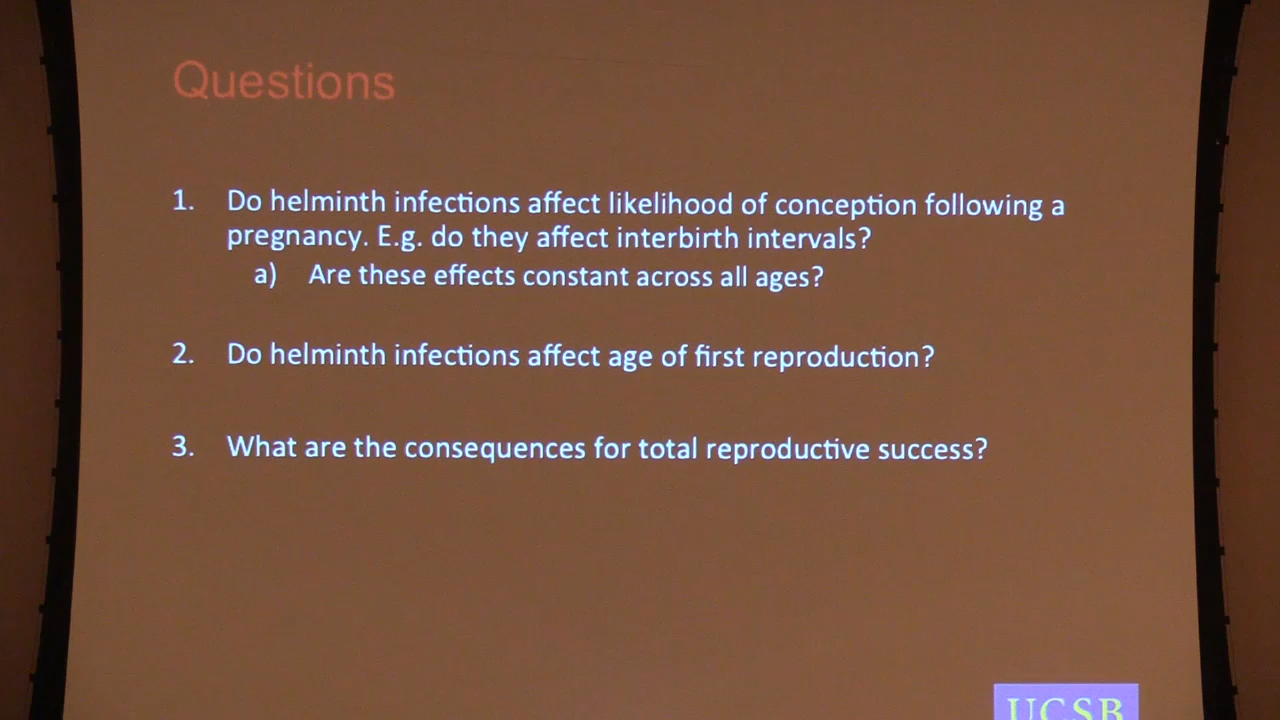 Questions
1. Do helminth infections affect likelihood of conception following a
pregnancy. E.g. do they affect interbirth intervals?
a) Are these effects constant across all ages?
2. Do helminth infections affect age of first reproduction?
3. What are the consequences for total reproductive success?
UCSB